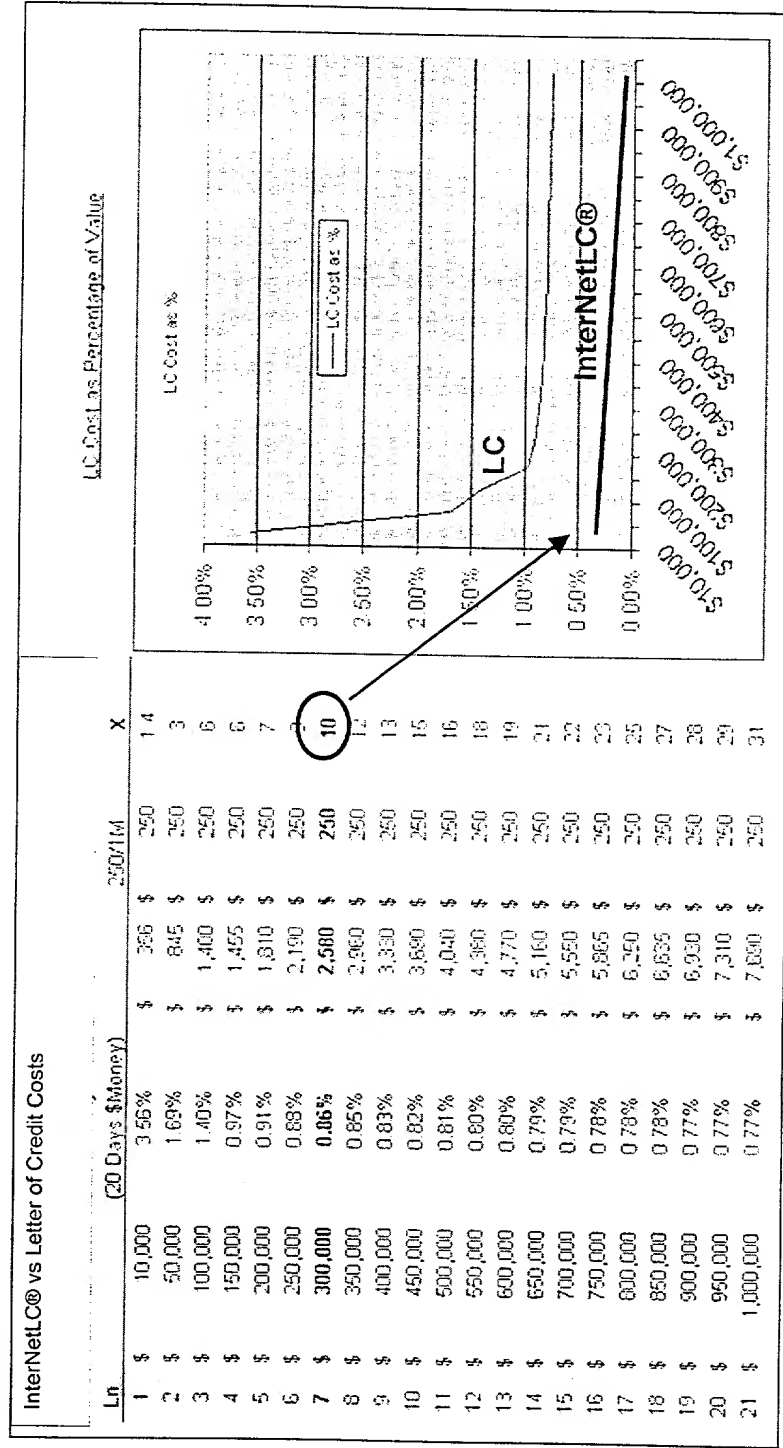 InterNetLC® vs Letter of Credit Costs
Ln (20 Days $Money) 250/1M X
1 $ 10,000 3.56% $ 356 $ 250 1.4
2 $ 50,000 1.69% $ 845 $ 250 3
3 $ 100,000 1.40% $ 1,400 $ 250 6
4 $ 150,000 0.97% $ 1,455 $ 250 6
5 $ 200,000 0.91% $ 1,810 $ 250 7
6 $ 250,000 0.88% $ 2,190 $ 250
7 $ 300,000 0.86% $ 2,580 $ 250 10
8 $ 350,000 0.85% $ 2,960 $ 250 12
9 $ 400,000 0.83% $ 3,330 $ 250 13
10 $ 450,000 0.82% $ 3,690 $ 250 15
11 $ 500,000 0.81% $ 4,040 $ 250 16
12 $ 550,000 0.80% $ 4,380 $ 250 18
13 $ 600,000 0.80% $ 4,770 $ 250 19
14 $ 650,000 0.79% $ 5,160 $ 250 21
15 $ 700,000 0.79% $ 5,550 $ 250 22
16 $ 750,000 0.78% $ 5,865 $ 250 23
17 $ 800,000 0.78% $ 6,250 $ 250 25
18 $ 850,000 0.78% $ 6,635 $ 250 27
19 $ 900,000 0.77% $ 6,930 $ 250 28
20 $ 950,000 0.77% $ 7,310 $ 250 29
21 $ 1,000,000 0.77% $ 7,690 $ 250 31
LC Cost as Percentage of Value
LC Cost as %
4.00%
3.50%
3.00%
2.50%
2.00%
1.50%
1.00%
0.50%
0.00%
LC Cost as %
LC
InterNetLC®
$10,000
$100,000
$200,000
$300,000
$400,000
$500,000
$600,000
$700,000
$800,000
$900,000
$1,000,000